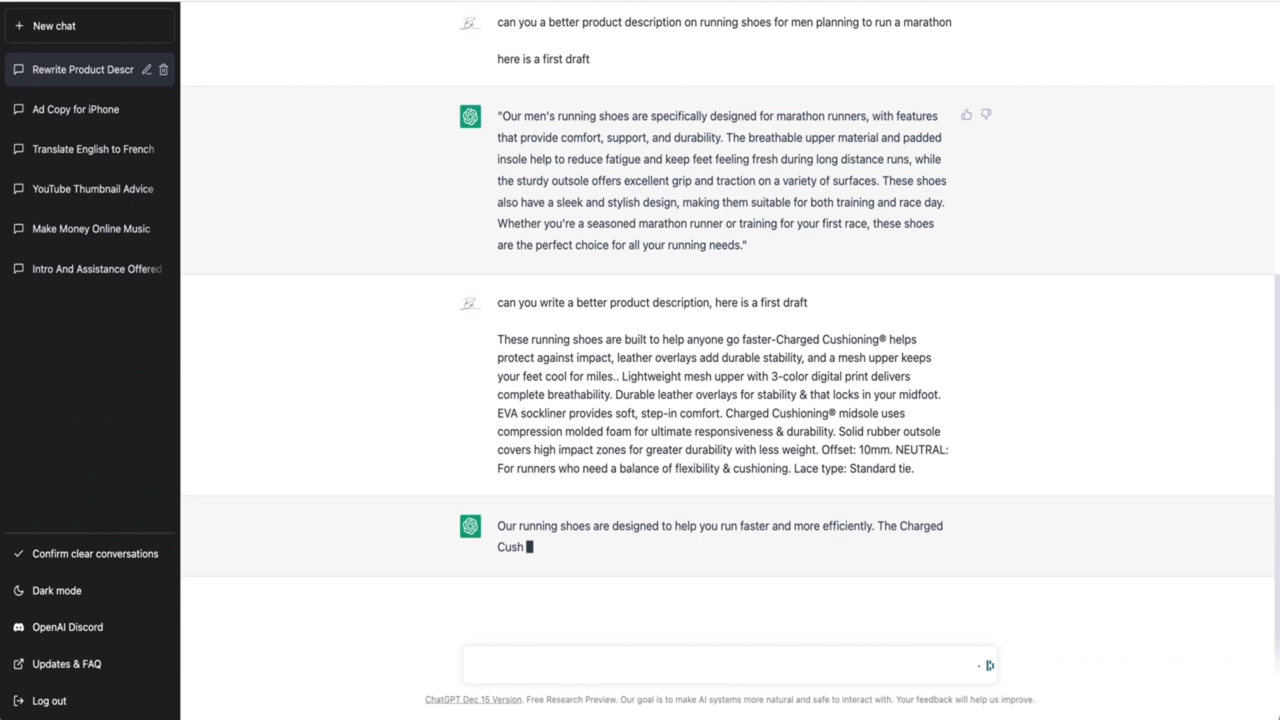 New chat
Rewrite Product Descr
Ad Copy for iPhone
Translate English to French
YouTube Thumbnail Advice
Make Money Online Music
Intro And Assistance Offered
Confirm clear conversations
Dark mode
OpenAI Discord
Updates & FAQ
Log out
can you a better product description on running shoes for men planning to run a marathon
here is a first draft
"Our men's running shoes are specifically designed for marathon runners, with features
that provide comfort, support, and durability. The breathable upper material and padded
insole help to reduce fatigue and keep feet feeling fresh during long distance runs, while
the sturdy outsole offers excellent grip and traction on a variety of surfaces. These shoes
also have a sleek and stylish design, making them suitable for both training and race day.
Whether you're a seasoned marathon runner or training for your first race, these shoes
are the perfect choice for all your running needs."
can you write a better product description, here is a first draft
These running shoes are built to help anyone go faster-Charged Cushioning® helps
protect against impact, leather overlays add durable stability, and a mesh upper keeps
your feet cool for miles.. Lightweight mesh upper with 3-color digital print delivers
complete breathability. Durable leather overlays for stability & that locks in your midfoot.
EVA sockliner provides soft, step-in comfort. Charged Cushioning® midsole uses
compression molded foam for ultimate responsiveness & durability. Solid rubber outsole
covers high impact zones for greater durability with less weight. Offset: 10mm. NEUTRAL:
For runners who need a balance of flexibility & cushioning. Lace type: Standard tie.
Our running shoes are designed to help you run faster and more efficiently. The Charged
Cush
ChatGPT Dec 15 Version. Free Research Preview. Our goal is to make AI systems more natural and safe to interact with. Your feedback will help us improve.